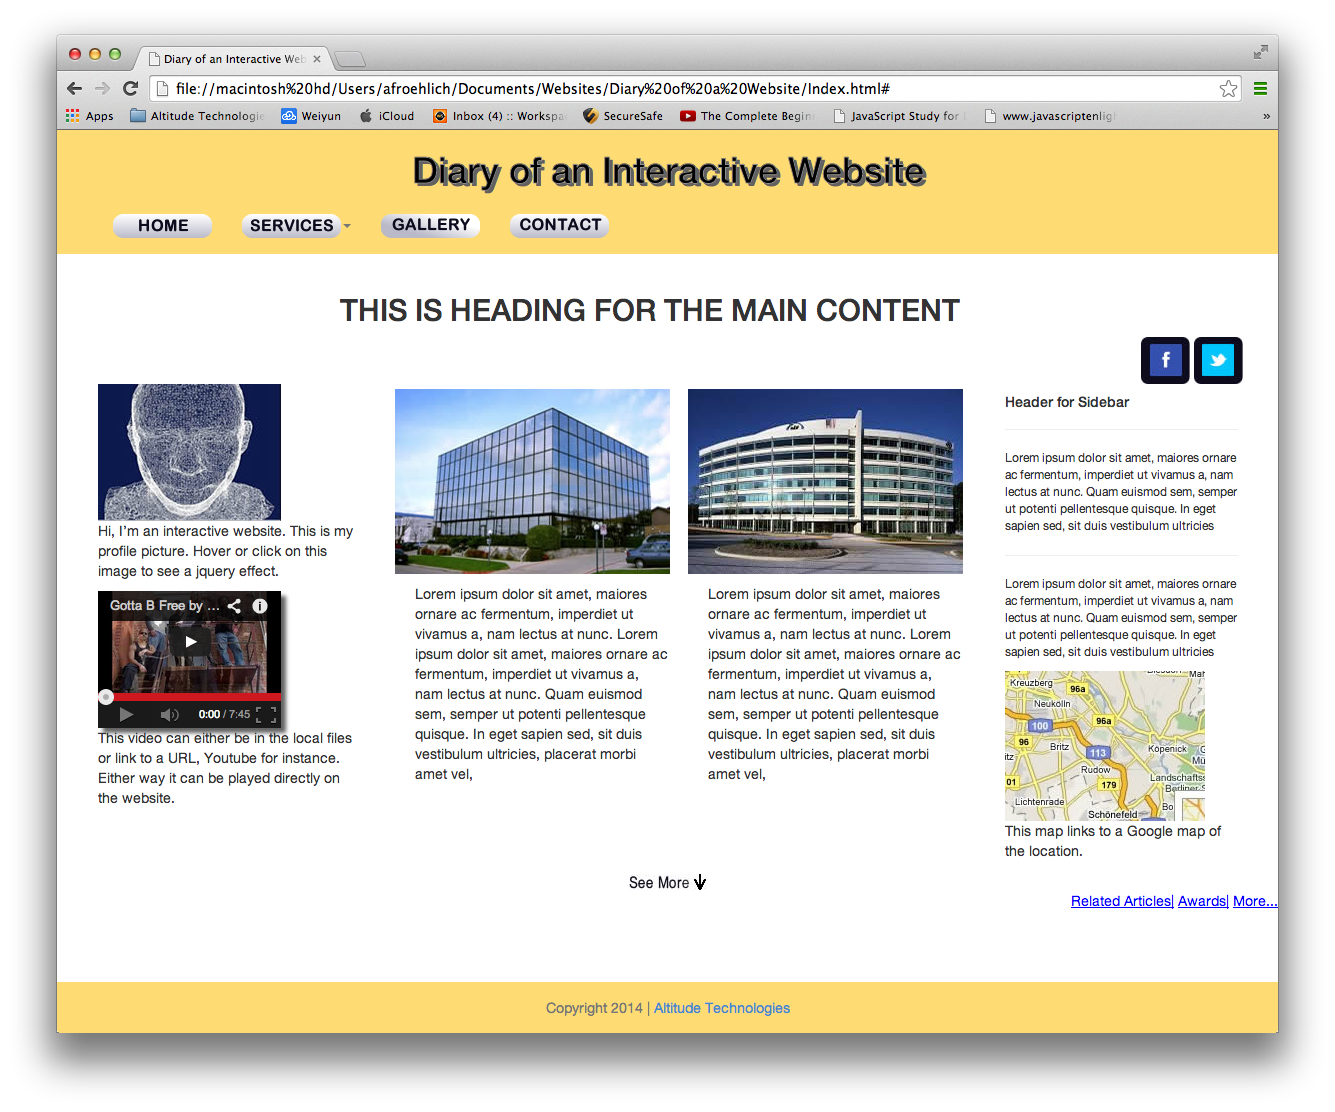 Diary of an Interactive Web
file://macintosh%20hd/Users/afroehlich/Documents/Websites/Diary%20of%20a%20Website/Index.html#
Apps Altitude Technologie Weiyun iCloud Inbox (4) :: Workspa SecureSafe The Complete Begin JavaScript Study for www.javascriptenligh »
Diary of an Interactive Website
HOME SERVICES GALLERY CONTACT
THIS IS HEADING FOR THE MAIN CONTENT
Hi, I'm an interactive website. This is my
profile picture. Hover or click on this
image to see a jquery effect.
Gotta B Free by ...
0:00 / 7:45
This video can either be in the local files
or link to a URL, Youtube for instance.
Either way it can be played directly on
the website.
Lorem ipsum dolor sit amet, maiores
ornare ac fermentum, imperdiet ut
vivamus a, nam lectus at nunc. Lorem
ipsum dolor sit amet, maiores ornare ac
fermentum, imperdiet ut vivamus a,
nam lectus at nunc. Quam euismod
sem, semper ut potenti pellentesque
quisque. In eget sapien sed, sit duis
vestibulum ultricies, placerat morbi
amet vel,
Lorem ipsum dolor sit amet, maiores
ornare ac fermentum, imperdiet ut
vivamus a, nam lectus at nunc. Lorem
ipsum dolor sit amet, maiores ornare ac
fermentum, imperdiet ut vivamus a,
nam lectus at nunc. Quam euismod
sem, semper ut potenti pellentesque
quisque. In eget sapien sed, sit duis
vestibulum ultricies, placerat morbi
amet vel,
f
Header for Sidebar
Lorem ipsum dolor sit amet, maiores ornare
ac fermentum, imperdiet ut vivamus a, nam
lectus at nunc. Quam euismod sem, semper
ut potenti pellentesque quisque. In eget
sapien sed, sit duis vestibulum ultricies
Lorem ipsum dolor sit amet, maiores ornare
ac fermentum, imperdiet ut vivamus a, nam
lectus at nunc. Quam euismod sem, semper
ut potenti pellentesque quisque. In eget
sapien sed, sit duis vestibulum ultricies
Kreuzberg
96a
Neukölln
100
96a
96
Britz
113
Köpenick
Rudow
Landschafts
179
Lichtenrade
Schönefeld
This map links to a Google map of
the location.
See More
Related Articles| Awards| More...
Copyright 2014 | Altitude Technologies